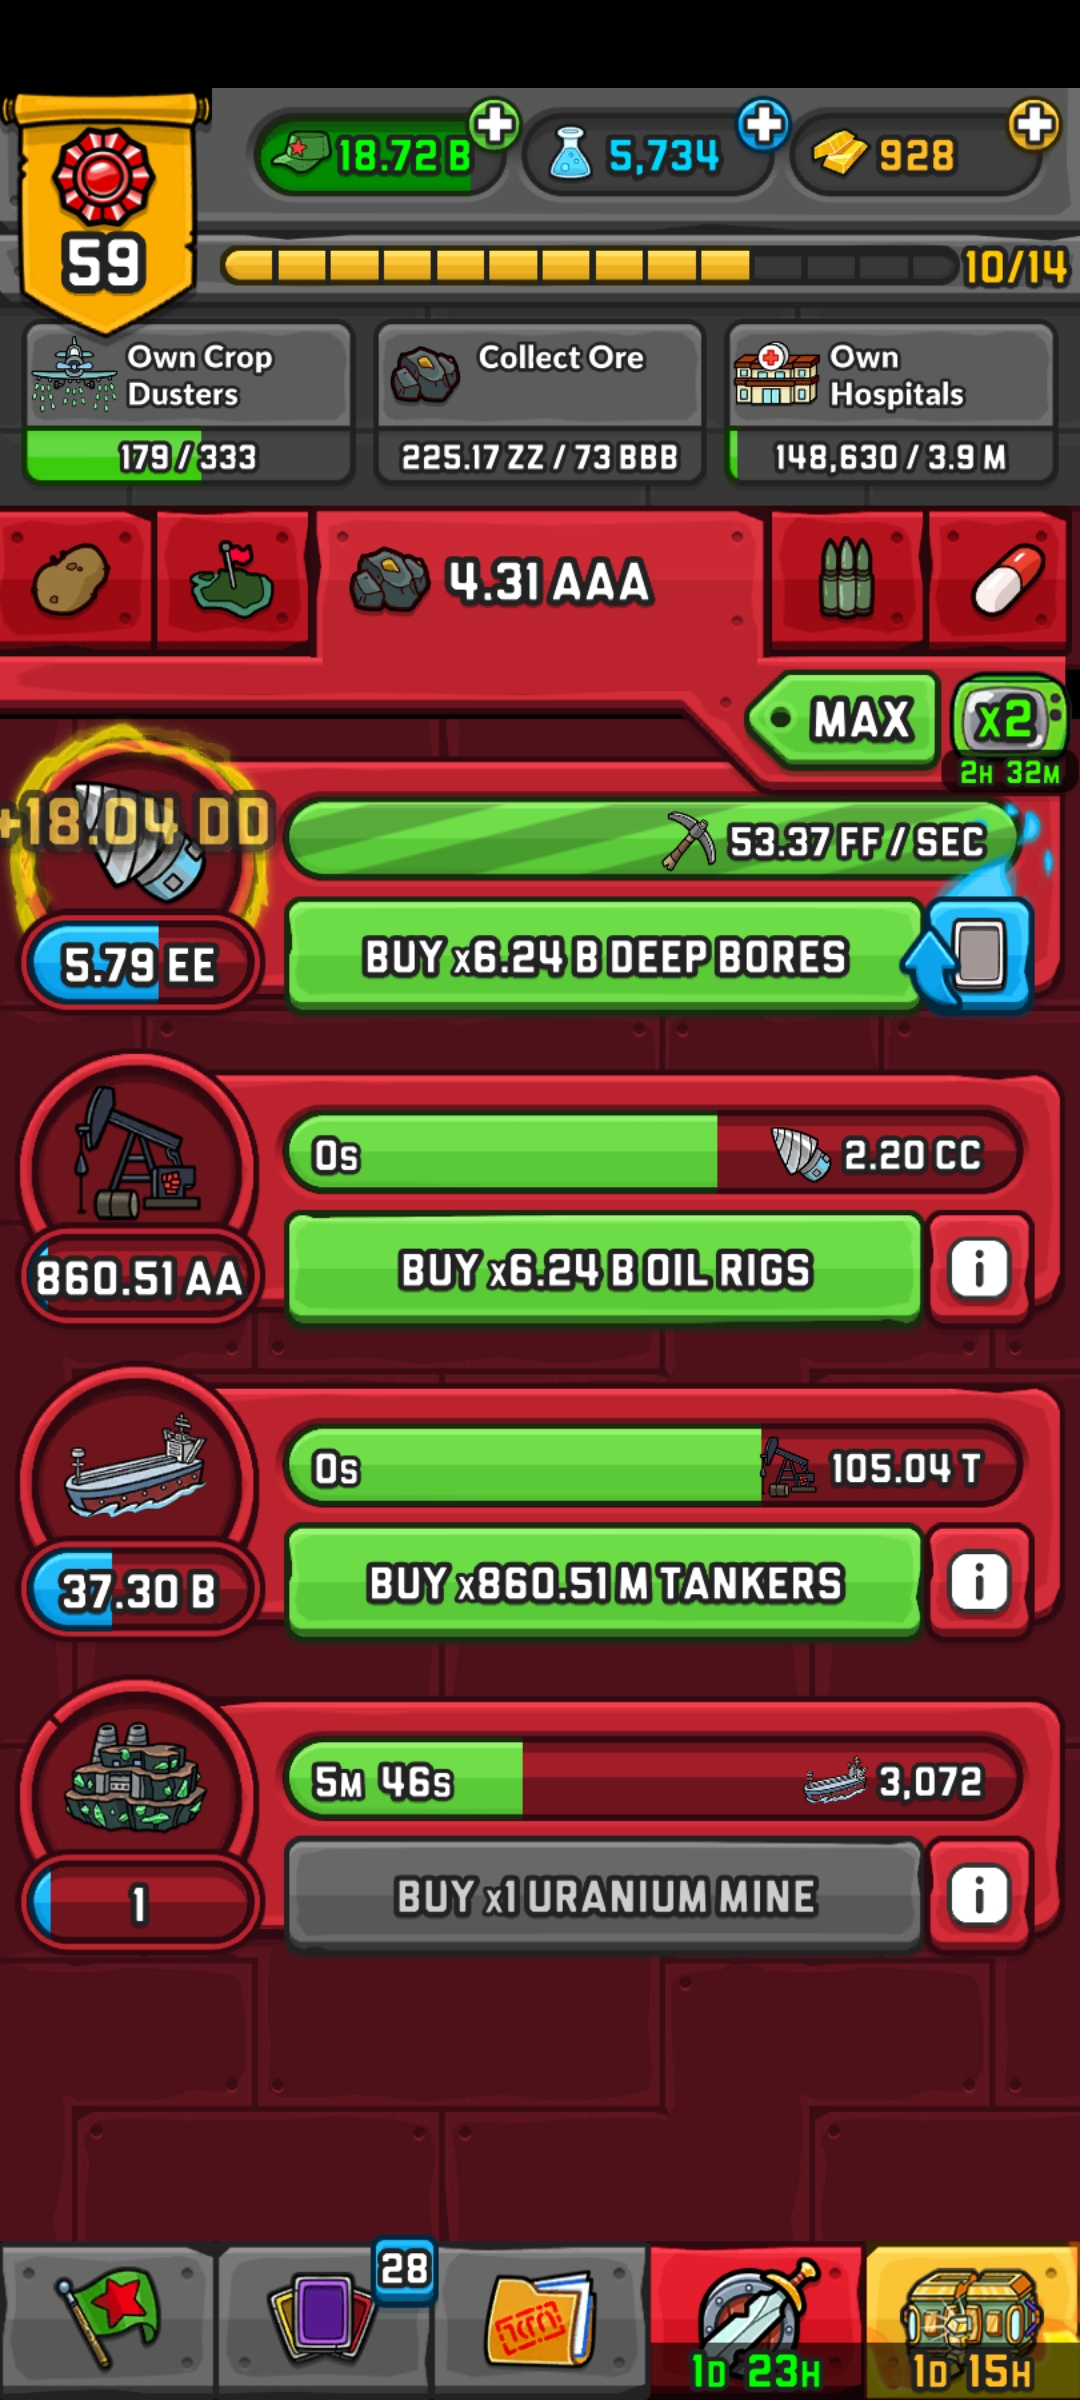 18.72 B
5,734
928
59
10/14
Own Crop
Dusters
179 / 333
Collect Ore
225.17 ZZ / 73 BBB
Own
Hospitals
148,630 / 3.9 M
4.31 AAA
MAX
x2
2H 32M
+18.04 DD
53.37 FF / SEC
5.79 EE
BUY x6.24 B DEEP BORES
0s
2.20 CC
860.51 AA
BUY x6.24 B OIL RIGS
i
0s
105.04 T
37.30 B
BUY x860.51 M TANKERS
i
5M 46s
3,072
1
BUY x1 URANIUM MINE
i
28
1D 23H
1D 15H